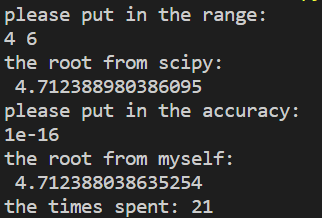 please put in the range:
4 6
the root from scipy:
4.712388980386095
please put in the accuracy:
1e-16
the root from myself:
4.712388038635254
the times spent: 21